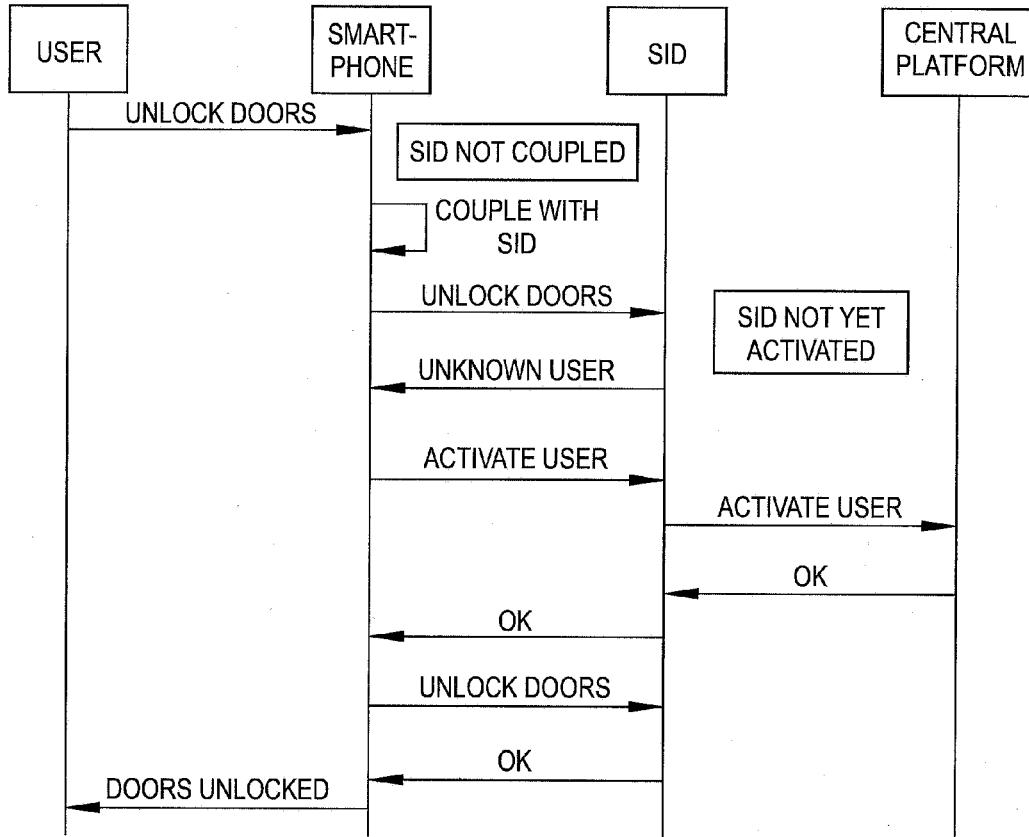 USER
SMART-
PHONE
SID
CENTRAL
PLATFORM
UNLOCK DOORS
SID NOT COUPLED
COUPLE WITH
SID
UNLOCK DOORS
SID NOT YET
ACTIVATED
UNKNOWN USER
ACTIVATE USER
ACTIVATE USER
OK
OK
UNLOCK DOORS
OK
DOORS UNLOCKED